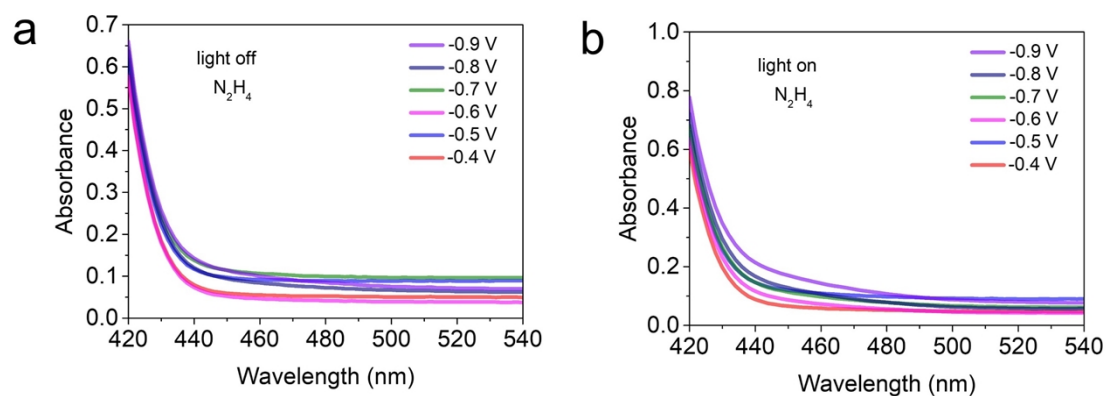 a
light off
N₂H₄
-0.9 V
-0.8 V
-0.7 V
-0.6 V
-0.5 V
-0.4 V
0.7
0.6
0.5
0.4
0.3
0.2
0.1
0.0
Absorbance
420 440 460 480 500 520 540
Wavelength (nm)
b
light on
N₂H₄
-0.9 V
-0.8 V
-0.7 V
-0.6 V
-0.5 V
-0.4 V
1.0
0.8
0.6
0.4
0.2
0.0
Absorbance
420 440 460 480 500 520 540
Wavelength (nm)